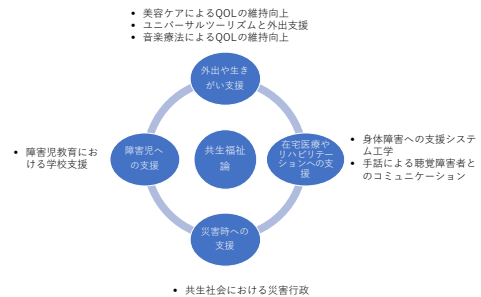 • 美容ケアによるQOLの維持向上
• ユニバーサルツーリズムと外出支援
• 音楽療法によるQOLの維持向上
外出や生き
がい支援
• 障害児教育にお
ける学校支援
障害児へ
の支援
共生福祉
論
在宅医療や
リハビリテー
ションへの支
援
• 身体障害への支援システ
ム工学
• 手話による聴覚障害者と
のコミュニケーション
災害時への
支援
• 共生社会における災害行政